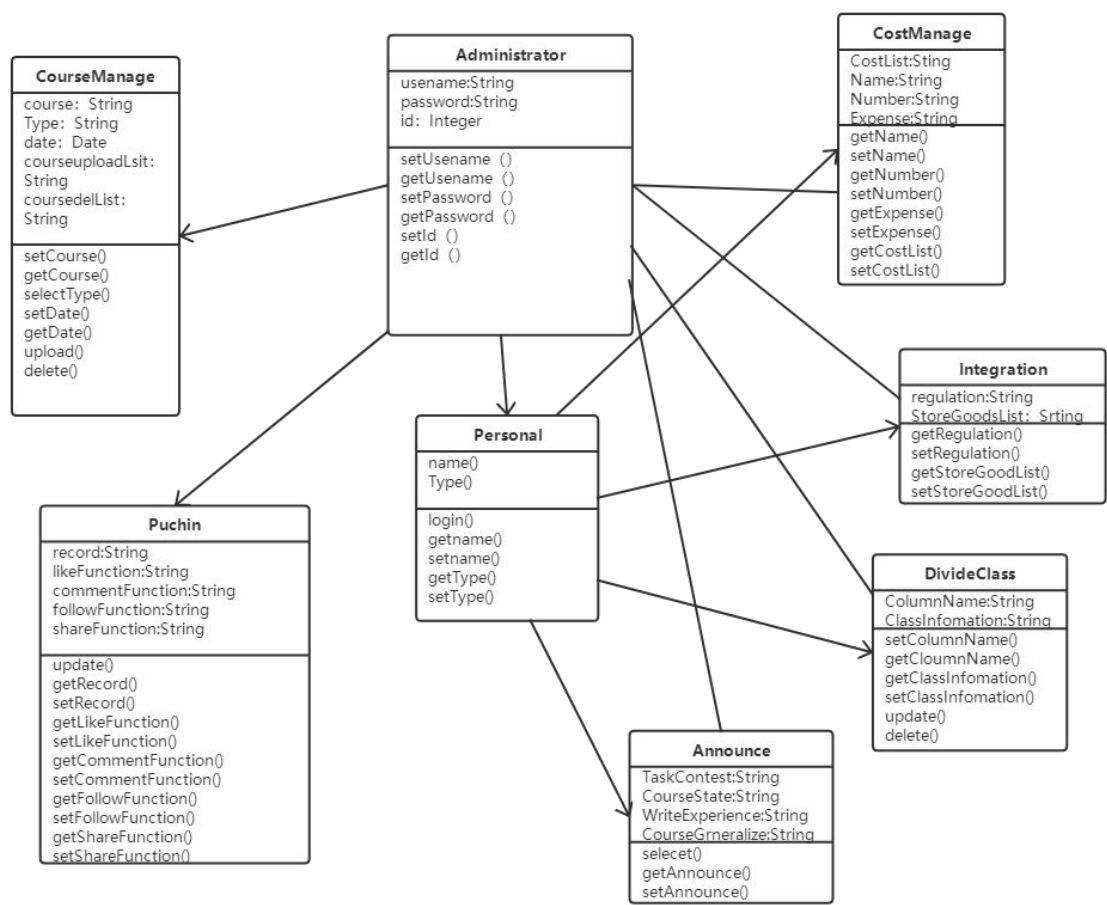 CourseManage
course: String
Type: String
date: Date
courseuploadLsit:
String
coursedelList:
String
setCourse()
getCourse()
selectType()
setDate()
getDate()
upload()
delete()
Administrator
usename:String
password:String
id: Integer
setUsename ()
getUsename ()
setPassword ()
getPassword ()
setId ()
getId ()
CostManage
CostList:Sting
Name:String
Number:String
Expense:String
getName()
setName()
getNumber()
setNumber()
getExpense()
setExpense()
getCostList()
setCostList()
Integration
regulation:String
StoreGoodsList: Srting
getRegulation()
setRegulation()
getStoreGoodList()
setStoreGoodList()
Personal
name()
Type()
login()
getname()
setname()
getType()
setType()
Puchin
record:String
likeFunction:String
commentFunction:String
followFunction:String
shareFunction:String
update()
getRecord()
setRecord()
getLikeFunction()
setLikeFunction()
getCommentFunction()
setCommentFunction()
getFollowFunction()
setFollowFunction()
getShareFunction()
setShareFunction()
DivideClass
ColumnName:String
ClassInfomation:String
setColumnName()
getCloumnName()
getClassInfomation()
setClassInfomation()
update()
delete()
Announce
TaskContest:String
CourseState:String
WriteExperience:String
CourseGrneralize:String
selecet()
getAnnounce()
setAnnounce()